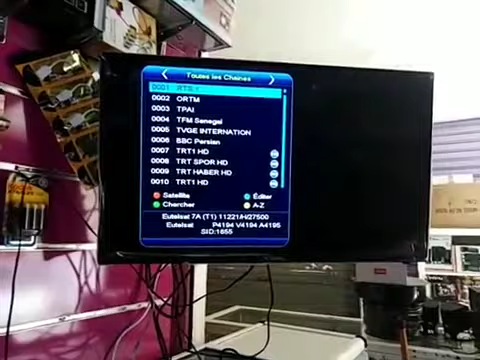 Toutes les Chaines
0001 RTS 1
0002 ORTM
0003 TPAI
0004 TFM Senegal
0005 TVGE INTERNATION
0006 BBC Persian
0007 TRT1 HD
0008 TRT SPOR HD
0009 TRT HABER HD
0010 TRT1 HD
Satellite Éditer
Chercher A-Z
Eutelsat 7A (T1) 11221/H/27500
Eutelsat P4194 V4194 A4195
SID:1655